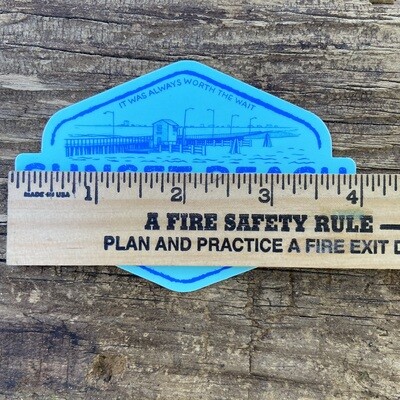 IT WAS ALWAYS WORTH THE WAIT
MADE IN USA 1 2 3 4
A FIRE SAFETY RULE
PLAN AND PRACTICE A FIRE EXIT D